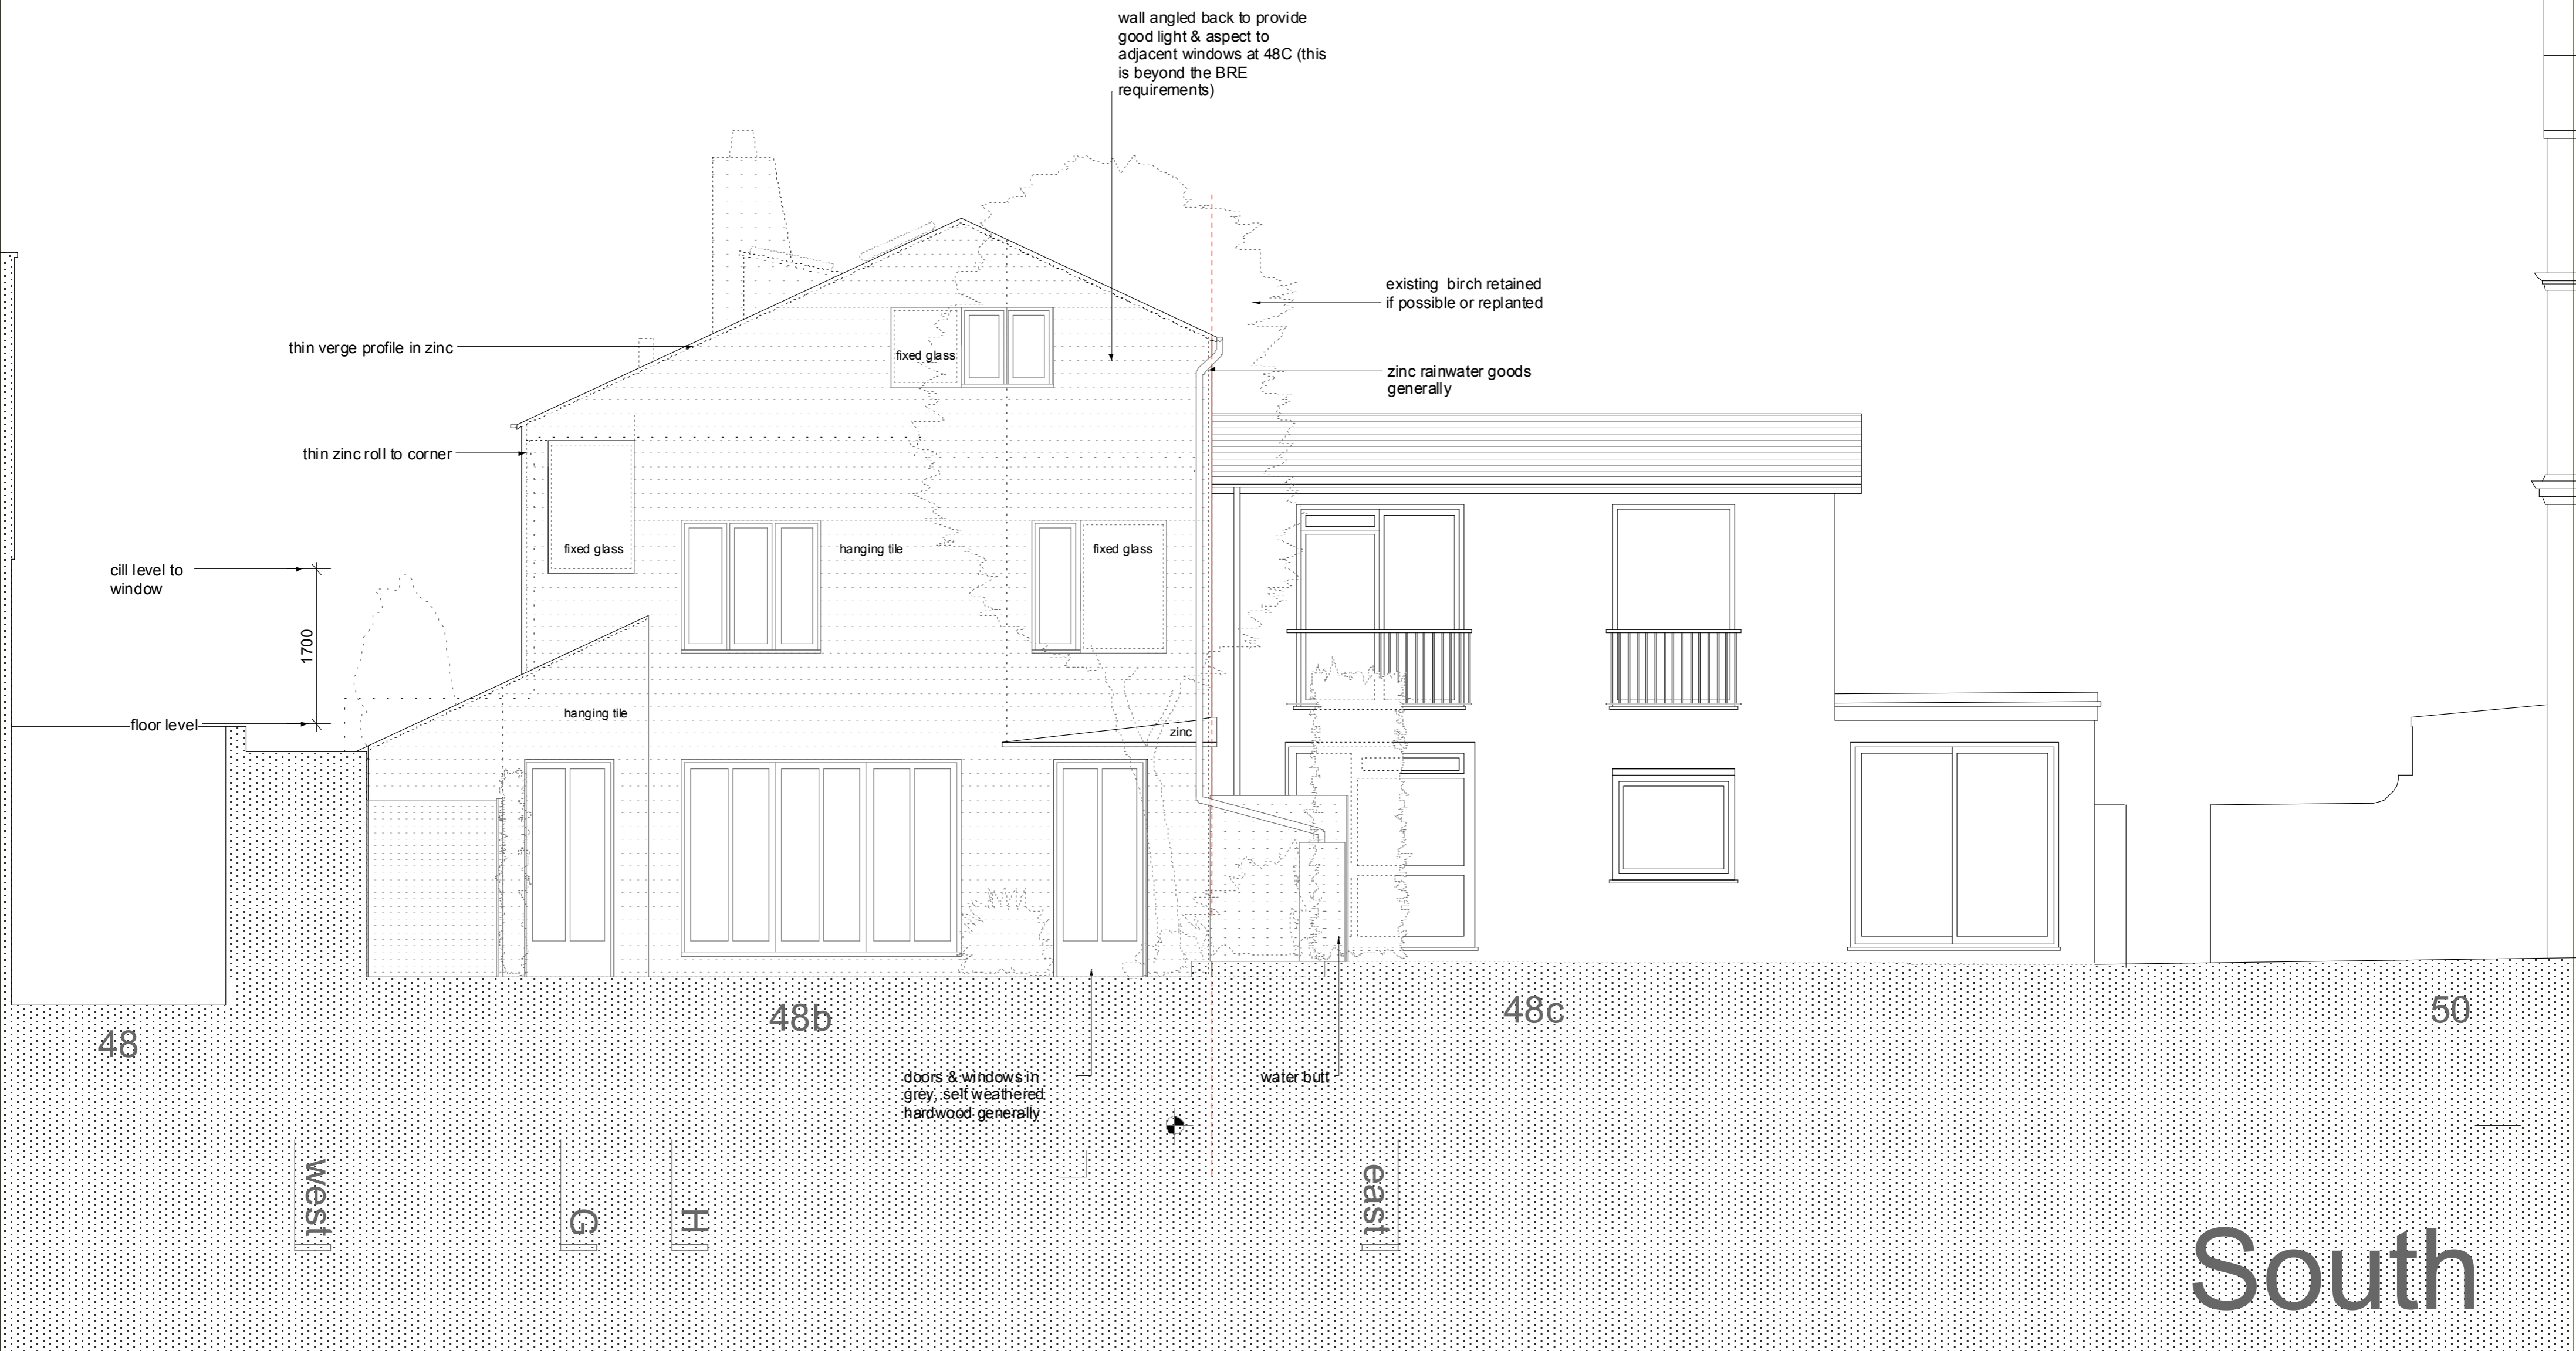 wall angled back to provide
good light & aspect to
adjacent windows at 48C (this
is beyond the BRE
requirements)
existing birch retained
if possible or replanted
thin verge profile in zinc
fixed glass
zinc rainwater goods
generally
thin zinc roll to corner
fixed glass
hanging tile
fixed glass
cill level to
window
1700
hanging tile
floor level
zinc
48
48b
48c
50
doors & windows in
grey, self weathered
hardwood generally
water butt
west
G
H
east
South